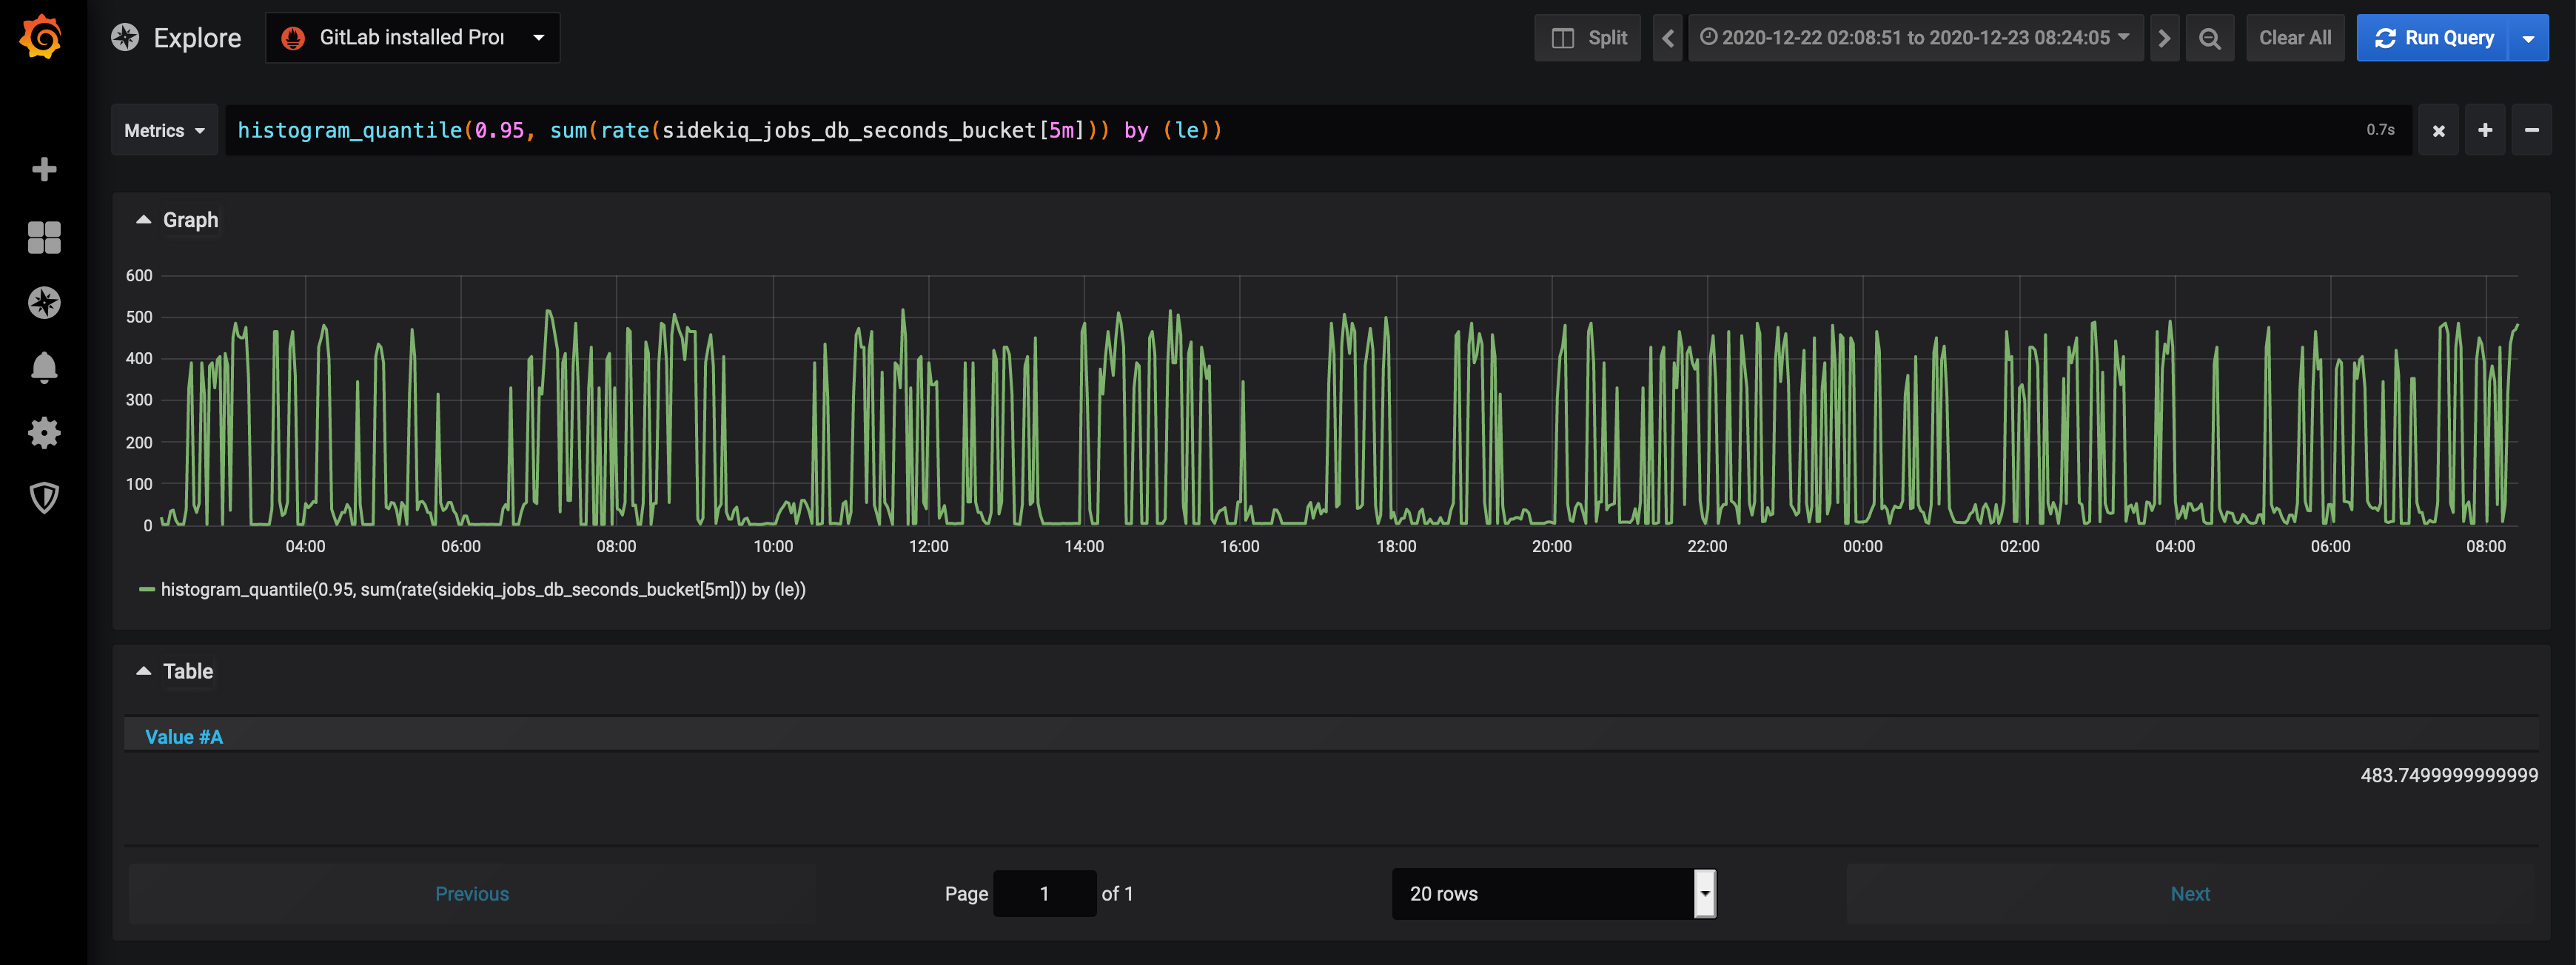 Explore GitLab installed Pro Split 2020-12-22 02:08:51 to 2020-12-23 08:24:05 Clear All Run Query
Metrics histogram_quantile(0.95, sum(rate(sidekiq_jobs_db_seconds_bucket[5m])) by (le)) 0.7s
Graph
600
500
400
300
200
100
0
04:00 06:00 08:00 10:00 12:00 14:00 16:00 18:00 20:00 22:00 00:00 02:00 04:00 06:00 08:00
histogram_quantile(0.95, sum(rate(sidekiq_jobs_db_seconds_bucket[5m])) by (le))
Table
Value #A
483.7499999999999
Previous Page 1 of 1 20 rows Next